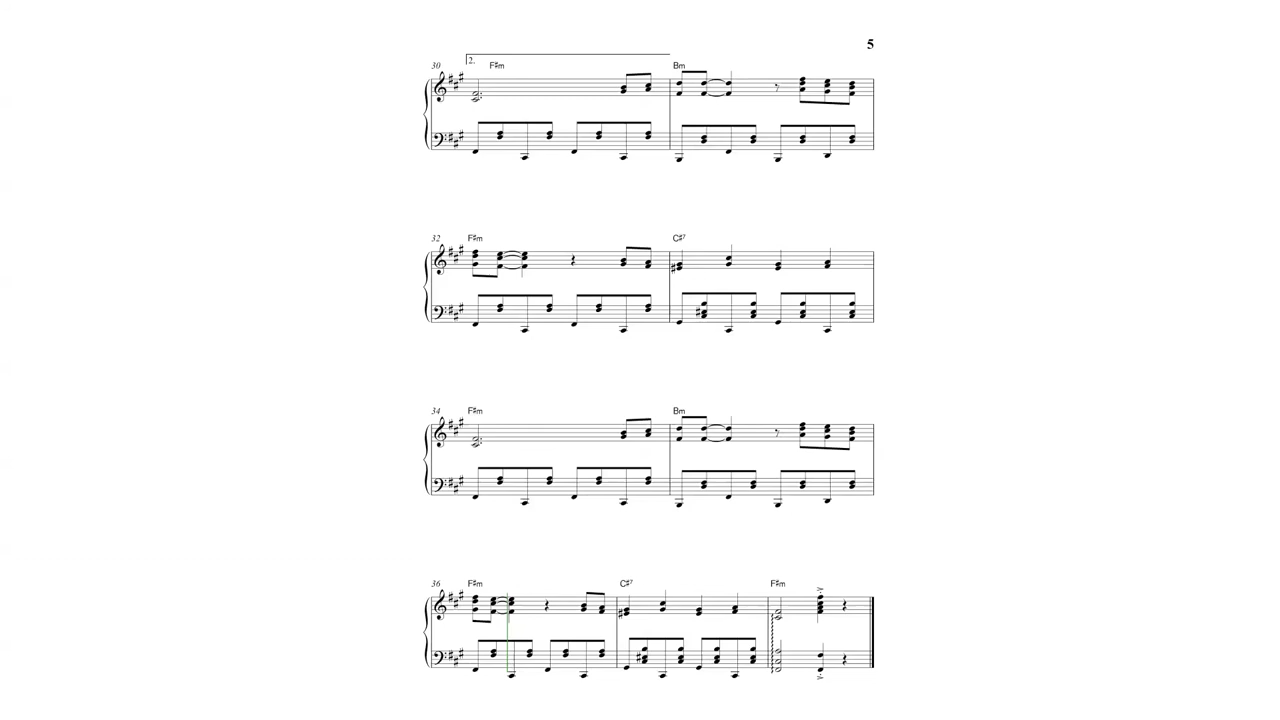 5
2. F♯m Bm
30
32 F♯m C♯7
34 F♯m Bm
36 F♯m C♯7 F♯m